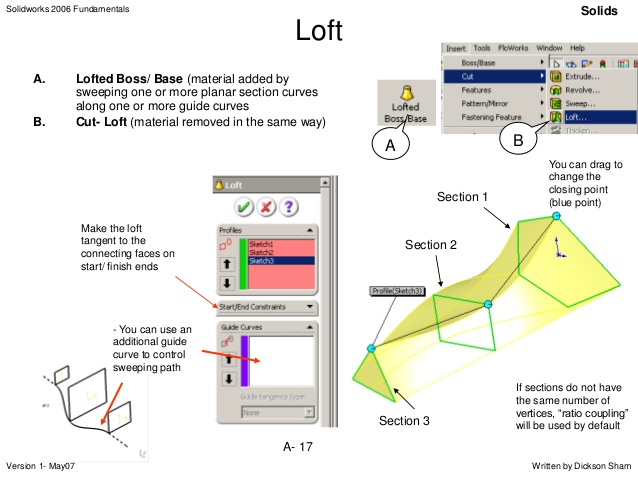 Solidworks 2006 Fundamentals
Solids
Loft
A. Lofted Boss/ Base (material added by
sweeping one or more planar section curves
along one or more guide curves
B. Cut- Loft (material removed in the same way)
Lofted
Boss/Base
A
Insert Tools FloWorks Window Help
Boss/Base
Cut
Features
Pattern/Mirror
Fastening Feature
Extrude...
Revolve...
Sweep...
Loft...
Thicken...
B
You can drag to
change the
closing point
(blue point)
Section 1
Section 2
Profile(Sketch3)
Section 3
Make the loft
tangent to the
connecting faces on
start/ finish ends
- You can use an
additional guide
curve to control
sweeping path
Loft
?
Profiles
Sketch1
Sketch2
Sketch3
Start/End Constraints
Guide Curves
Guide tangency type:
None
If sections do not have
the same number of
vertices, “ratio coupling”
will be used by default
A- 17
Version 1- May07
Written by Dickson Sham